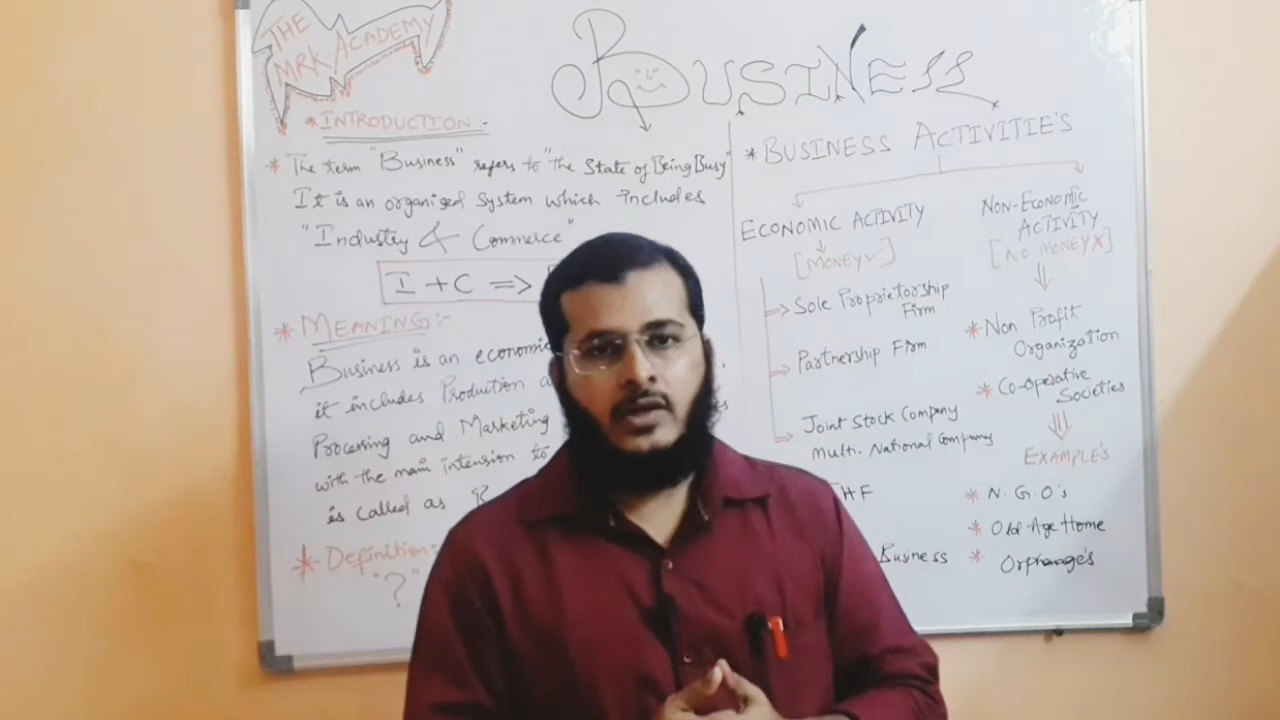 THE
MRK ACADEMY
BUSINESS
* INTRODUCTION:-
* The term "Business" refers to "the State of Being Busy"
It is an organized System which includes
"Industry & Commerce"
I + C =>
* MEANING:-
Business is an economic
it includes Production a
Procesing and Marketing
with the main intension to
is called as B
* Definition:-
"?"
* BUSINESS ACTIVITIE'S
ECONOMIC ACTIVITY
[MONEY✓]
=> Sole Proprietorship
Firm
=> Partnership Firm
=> Joint Stock Company
Multi. National Company
HF
Business
NON-ECONOMIC
ACTIVITY
[NO MONEY X]
* Non Profit
Organization
* Co-operative
Societies
EXAMPLE'S
* N.G.O's
* Old Age Home
* Orphanage's